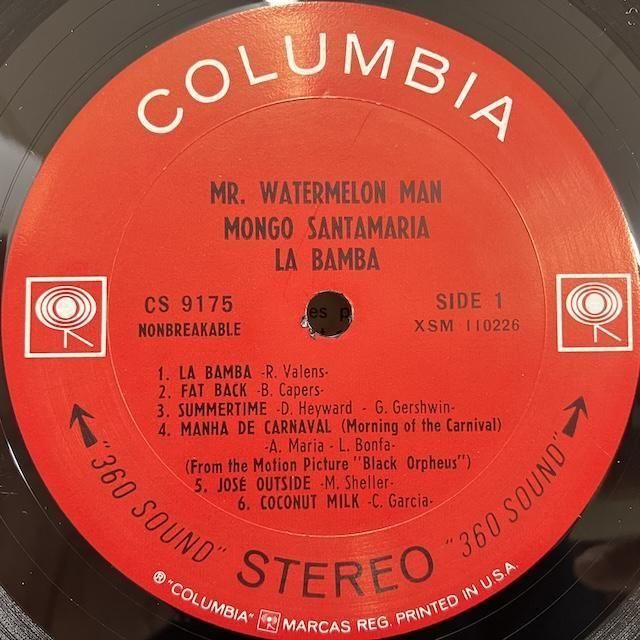 COLUMBIA
MR. WATERMELON MAN
MONGO SANTAMARIA
LA BAMBA
CS 9175
NONBREAKABLE
SIDE 1
XSM 110226
1. LA BAMBA -R. Valens-
2. FAT BACK -B. Capers-
3. SUMMERTIME -D. Heyward - G. Gershwin-
4. MANHA DE CARNAVAL (Morning of the Carnival)
-A. Maria - L. Bonfa-
(From the Motion Picture "Black Orpheus")
5. JOSÉ OUTSIDE -M. Sheller-
6. COCONUT MILK -C. Garcia-
"360 SOUND" STEREO "360 SOUND"
® "COLUMBIA" MARCAS REG. PRINTED IN U.S.A.